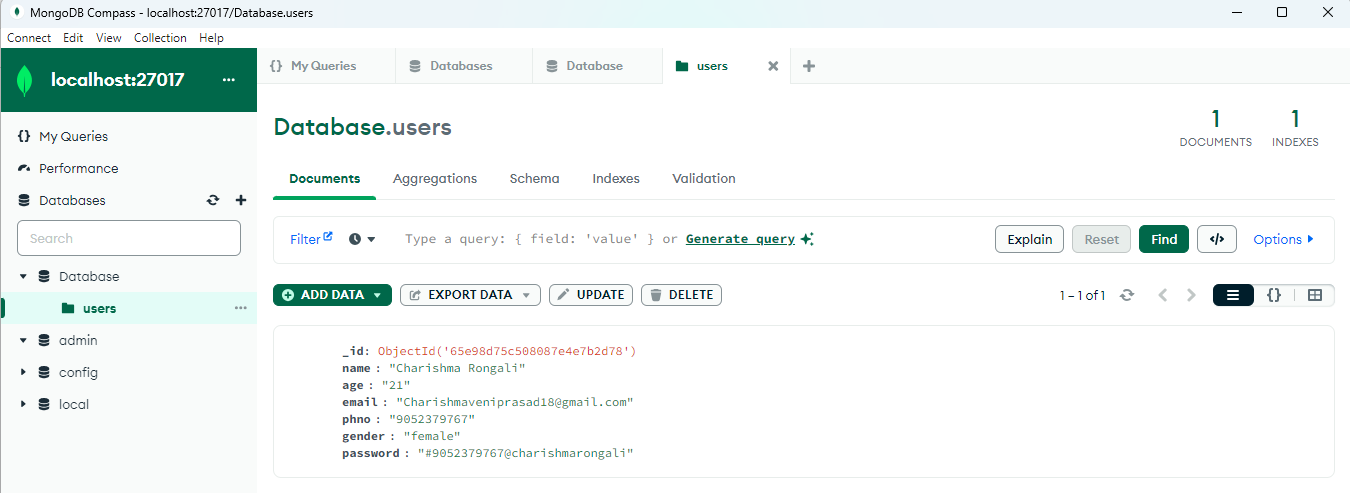 MongoDB Compass - localhost:27017/Database.users
Connect Edit View Collection Help
localhost:27017 ...
{} My Queries
Performance
Databases
Search
Database
users ...
admin
config
local
{} My Queries Databases Database users
Database.users
1 DOCUMENTS
1 INDEXES
Documents Aggregations Schema Indexes Validation
Filter Type a query: { field: 'value' } or Generate query Explain Reset Find </> Options
ADD DATA EXPORT DATA UPDATE DELETE 1 – 1 of 1 {}
_id: ObjectId('65e98d75c508087e4e7b2d78')
name : "Charishma Rongali"
age : "21"
email : "Charishmaveniprasad18@gmail.com"
phno : "9052379767"
gender : "female"
password : "#9052379767@charishmarongali"